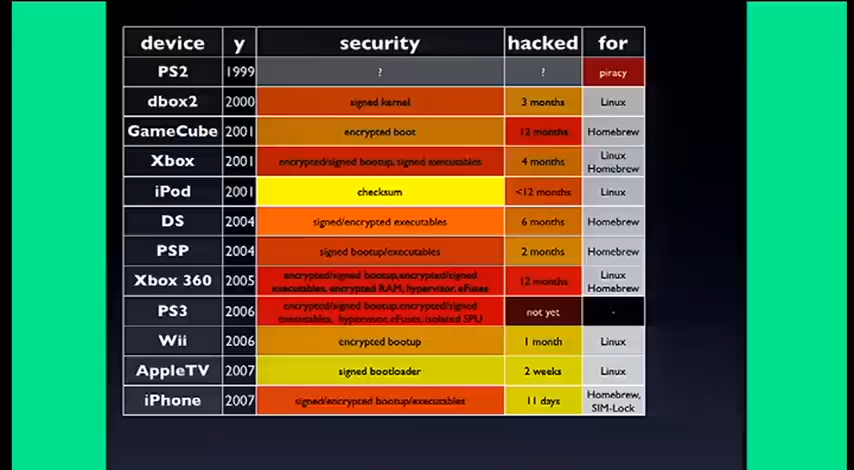 device y security hacked for
PS2 1999 ? ? piracy
dbox2 2000 signed kernel 3 months Linux
GameCube 2001 encrypted boot 12 months Homebrew
Xbox 2001 encrypted/signed bootup, signed executables 4 months Linux
Homebrew
iPod 2001 checksum <12 months Linux
DS 2004 signed/encrypted executables 6 months Homebrew
PSP 2004 signed bootup/executables 2 months Homebrew
Xbox 360 2005 encrypted/signed bootup,encrypted/signed 12 months Linux
executables, encrypted RAM, hypervisor, eFuses Homebrew
PS3 2006 encrypted/signed bootup,encrypted/signed not yet -
executables, hypervisor, eFuses, isolated SPU
Wii 2006 encrypted bootup 1 month Linux
AppleTV 2007 signed bootloader 2 weeks Linux
iPhone 2007 signed/encrypted bootup/executables 11 days Homebrew,
SIM-Lock